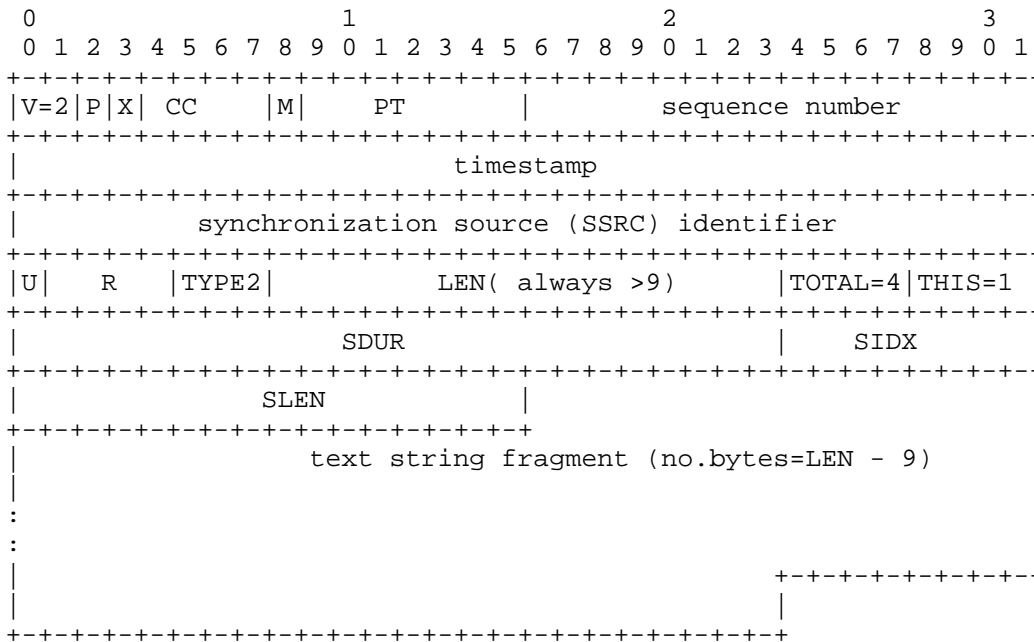 0                   1                   2                   3
 0 1 2 3 4 5 6 7 8 9 0 1 2 3 4 5 6 7 8 9 0 1 2 3 4 5 6 7 8 9 0 1
+-+-+-+-+-+-+-+-+-+-+-+-+-+-+-+-+-+-+-+-+-+-+-+-+-+-+-+-+-+-+-+-
|V=2|P|X| CC    |M|    PT       |        sequence number
+-+-+-+-+-+-+-+-+-+-+-+-+-+-+-+-+-+-+-+-+-+-+-+-+-+-+-+-+-+-+-+-
|                           timestamp
+-+-+-+-+-+-+-+-+-+-+-+-+-+-+-+-+-+-+-+-+-+-+-+-+-+-+-+-+-+-+-+-
|           synchronization source (SSRC) identifier
+-+-+-+-+-+-+-+-+-+-+-+-+-+-+-+-+-+-+-+-+-+-+-+-+-+-+-+-+-+-+-+-
|U|   R   |TYPE2|          LEN( always >9)      |TOTAL=4|THIS=1
+-+-+-+-+-+-+-+-+-+-+-+-+-+-+-+-+-+-+-+-+-+-+-+-+-+-+-+-+-+-+-+-
|                    SDUR                       |    SIDX
+-+-+-+-+-+-+-+-+-+-+-+-+-+-+-+-+-+-+-+-+-+-+-+-+-+-+-+-+-+-+-+-
|               SLEN            |
+-+-+-+-+-+-+-+-+-+-+-+-+-+-+-+-+
|                  text string fragment (no.bytes=LEN - 9)
|
:
:
|                                               +-+-+-+-+-+-+-+-
|                                               |
+-+-+-+-+-+-+-+-+-+-+-+-+-+-+-+-+-+-+-+-+-+-+-+-+